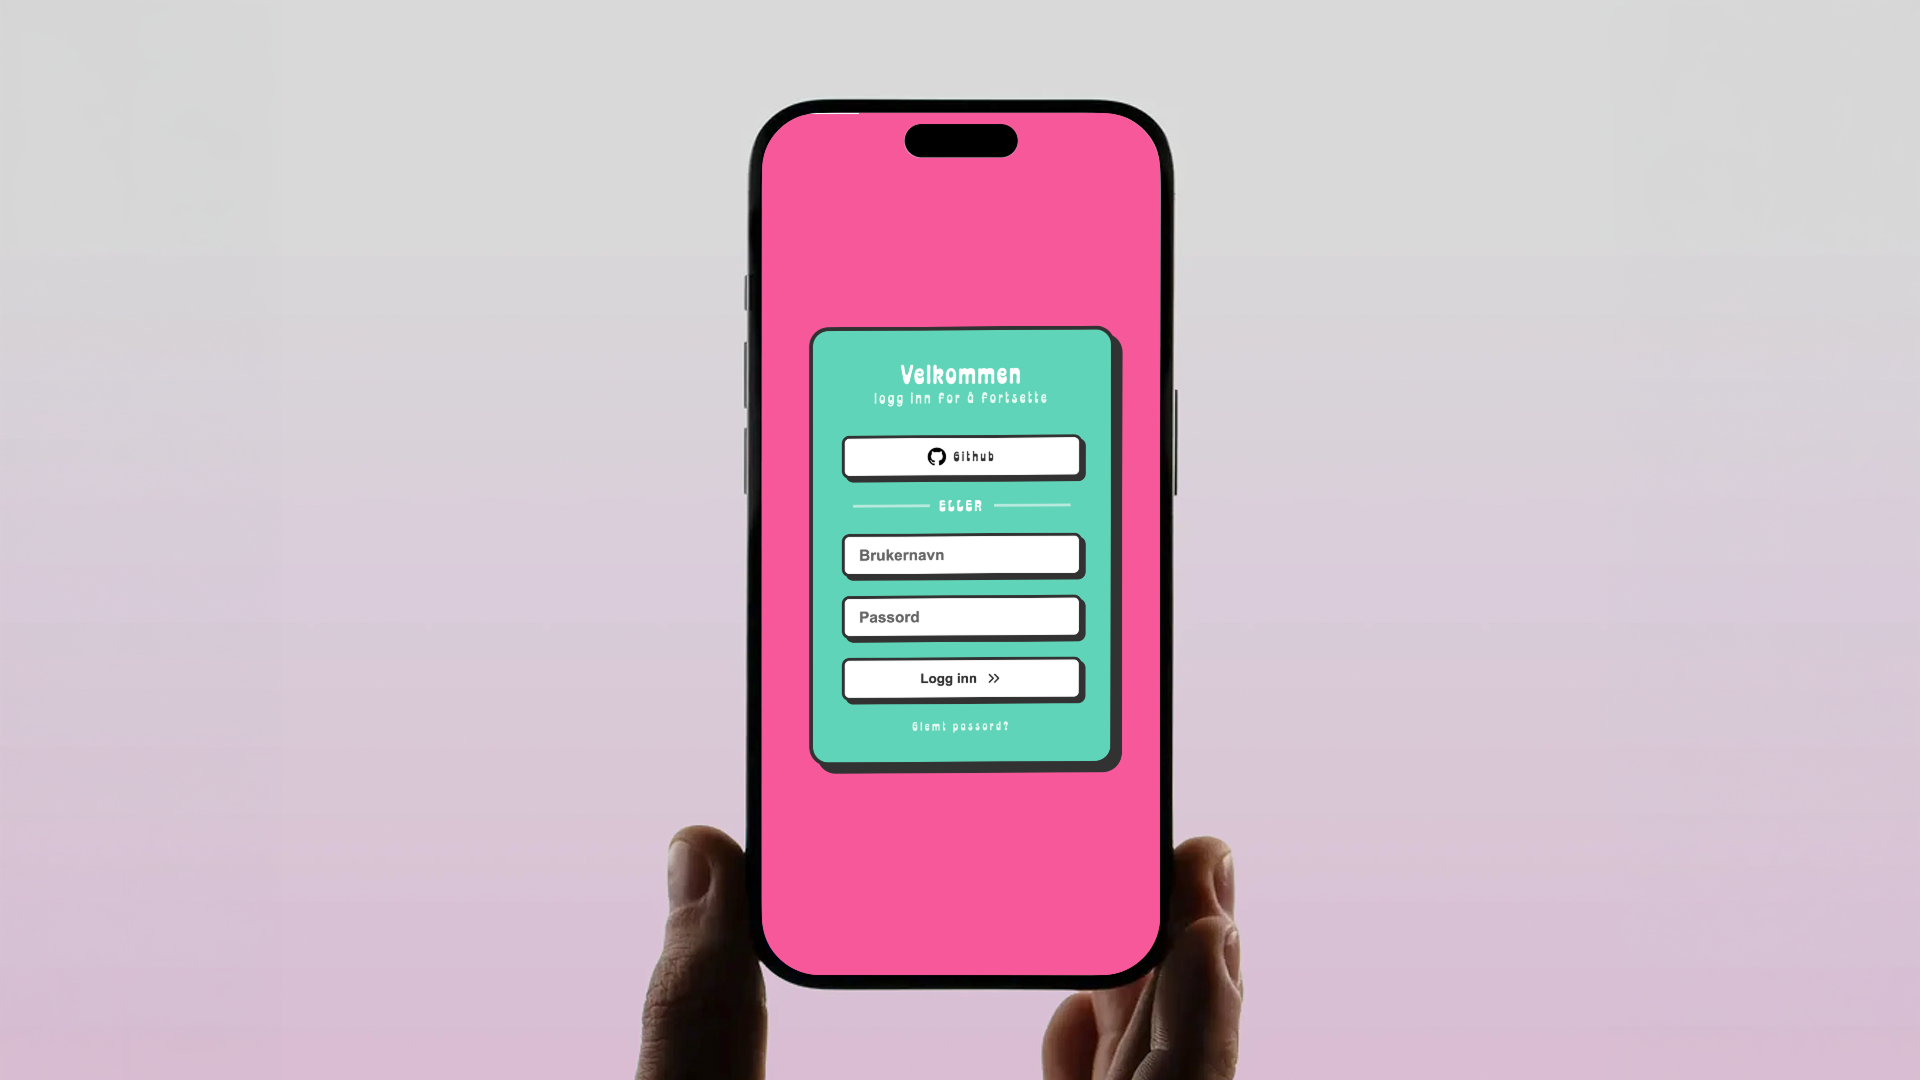 Velkommen
logg inn for å fortsette
Github
ELLER
Brukernavn
Passord
Logg inn
Glemt passord?